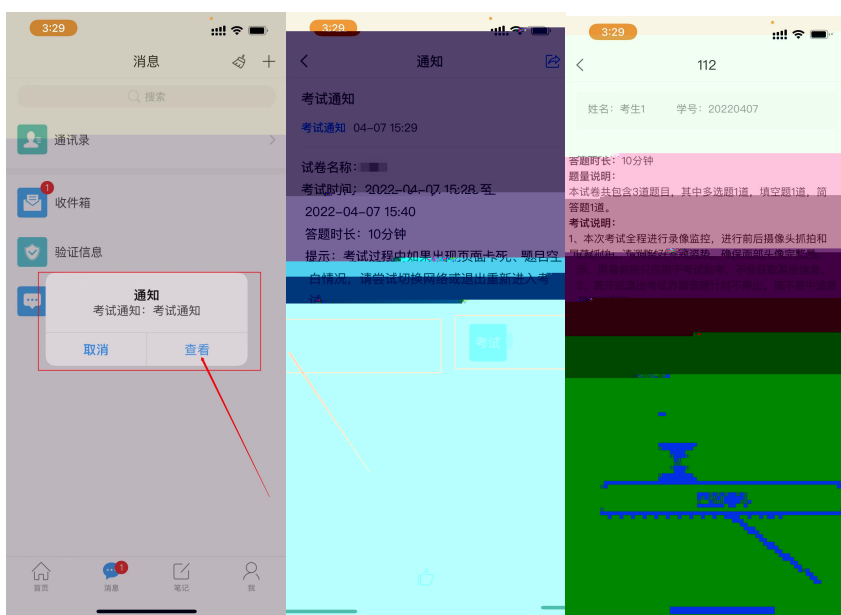 3:29
消息
搜索
通讯录
1
收件箱
验证信息
通知
考试通知：考试通知
取消
查看
首页
1
消息
笔记
我
3:29
通知
考试通知
考试通知 04-07 15:29
试卷名称：
考试时间：2022-04-07 15:28 至
2022-04-07 15:40
答题时长：10分钟
提示：考试过程中如果出现页面卡死、题目空
白情况，请尝试切换网络或退出重新进入考
试
考试
3:29
112
姓名：考生1 学号：20220407
答题时长：10分钟
题量说明：
本试卷共包含3道题目，其中多选题1道，填空题1道，简
答题1道。
考试说明：
1、本次考试全程进行录像监控，进行前后摄像头抓拍和